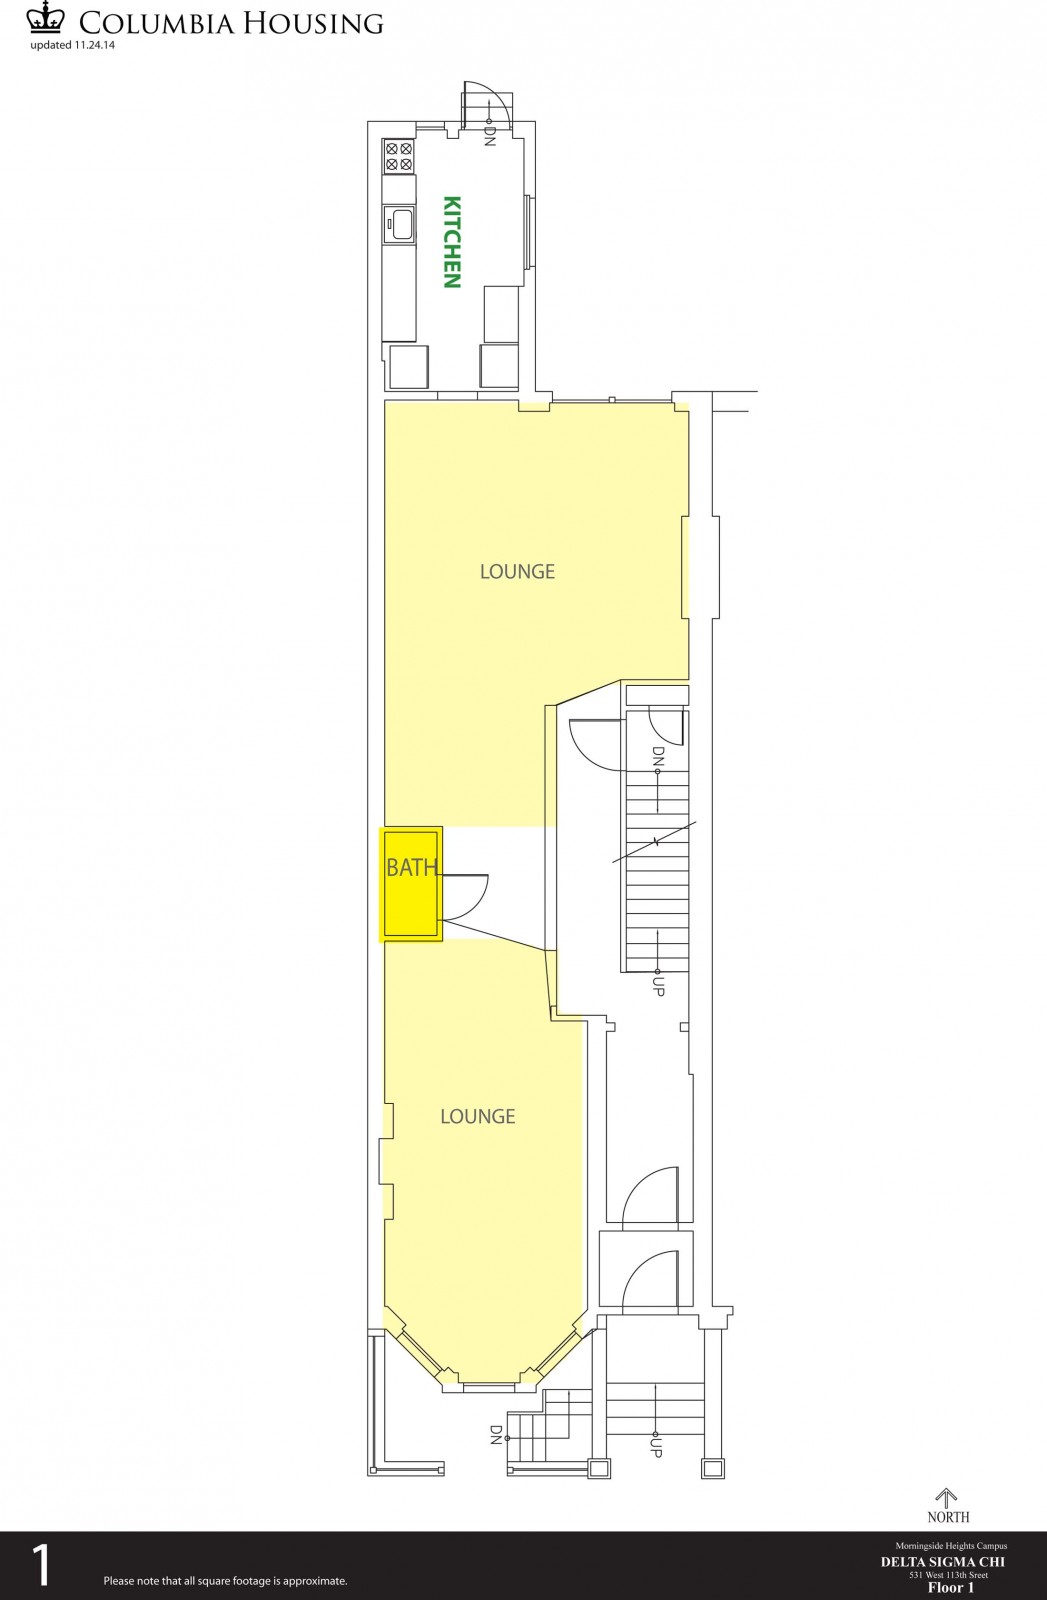 COLUMBIA HOUSING
updated 11.24.14
DN
KITCHEN
LOUNGE
DN
BATH
UP
LOUNGE
DN
UP
NORTH
1
Please note that all square footage is approximate.
Morningside Heights Campus
DELTA SIGMA CHI
531 West 113th Sreet
Floor 1